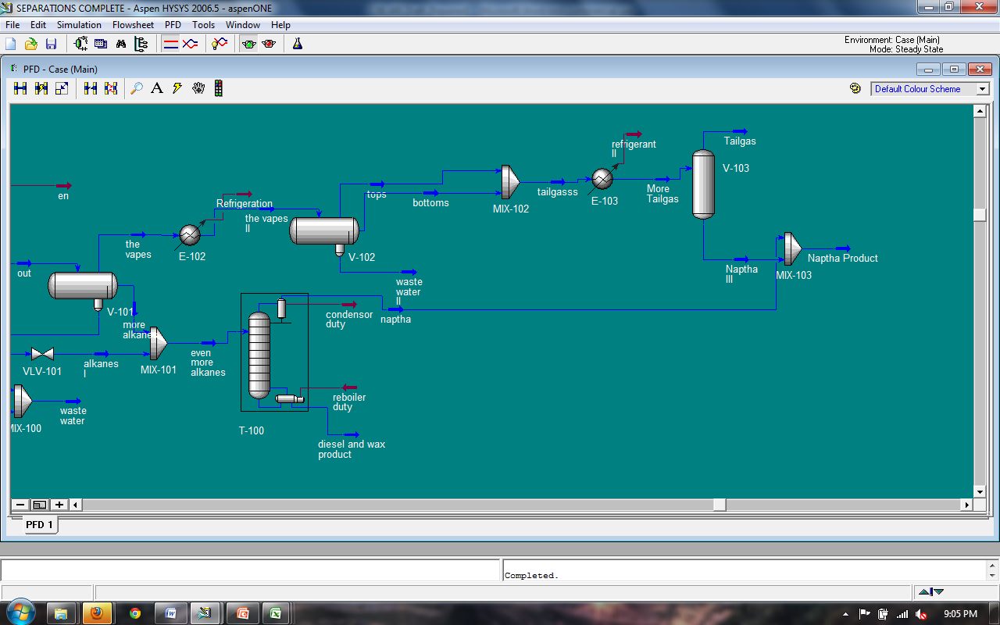 SEPARATIONS COMPLETE - Aspen HYSYS 2006.5 - aspenONE
File Edit Simulation Flowsheet PFD Tools Window Help
Environment: Case (Main)
Mode: Steady State
PFD - Case (Main)
A
Default Colour Scheme
en
Refrigeration
the vapes
II
the
vapes
E-102
out
V-101
more
alkanes
VLV-101
alkanes
I
MIX-101
even
more
alkanes
MIX-100
waste
water
tops
bottoms
V-102
waste
water
II
condensor
duty
naptha
reboiler
duty
T-100
diesel and wax
product
MIX-102
tailgasss
refrigerant
II
E-103
More
Tailgas
Tailgas
V-103
Naptha
III
MIX-103
Naptha Product
PFD 1
Completed.
9:05 PM